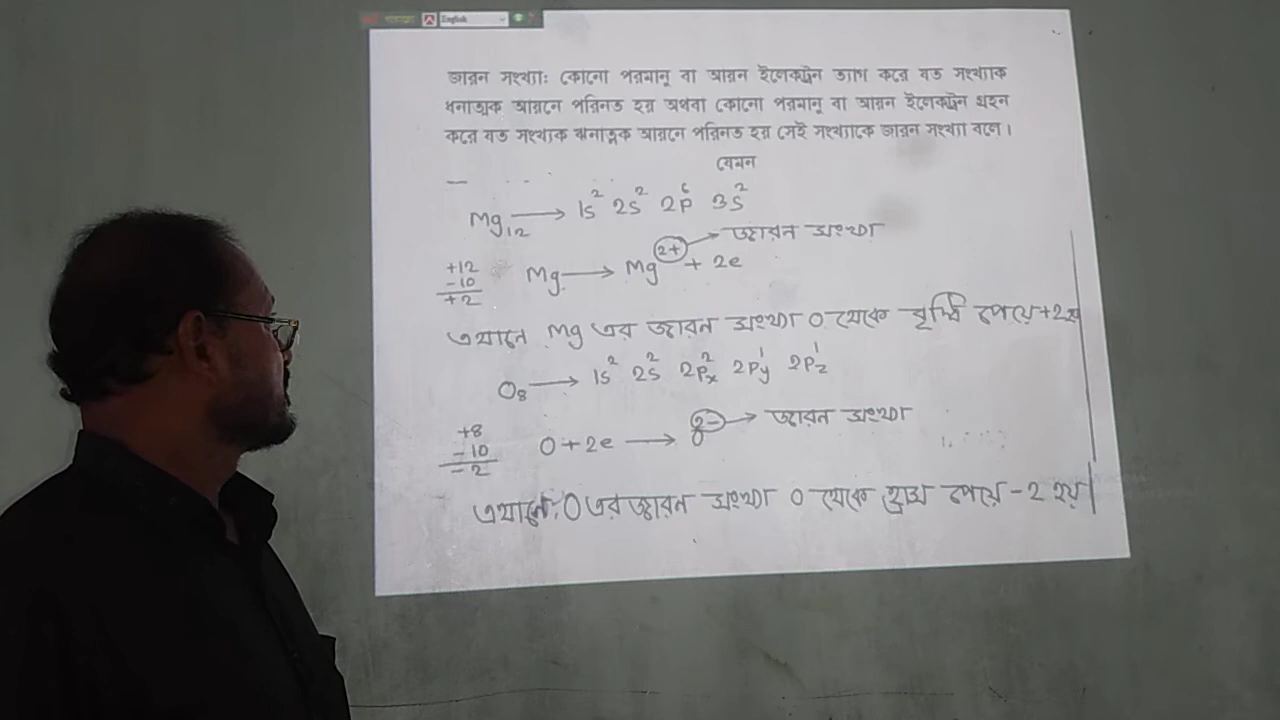 English
জারন সংখ্যাঃ কোনো পরমানু বা আয়ন ইলেকট্রন ত্যাগ করে যত সংখ্যাক
ধনাত্মক আয়নে পরিনত হয় অথবা কোনো পরমানু বা আয়ন ইলেকট্রন গ্রহন
করে যত সংখ্যক ঋনাত্নক আয়নে পরিনত হয় সেই সংখ্যাকে জারন সংখ্যা বলে।
যেমন
Mg₁₂ → 1s² 2s² 2p⁶ 3s²
2+ → জারন সংখ্যা
+12
-10
+2
Mg → Mg²⁺ + 2e
এখানে Mg এর জারন সংখ্যা 0 থেকে বৃদ্ধি পেয়ে +2 হয়
O₈ → 1s² 2s² 2Px² 2Py¹ 2Pz¹
2- → জারন সংখ্যা
+8
-10
-2
O + 2e → O²⁻
এখানে, O এর জারন সংখ্যা 0 থেকে হ্রাস পেয়ে -2 হয়|